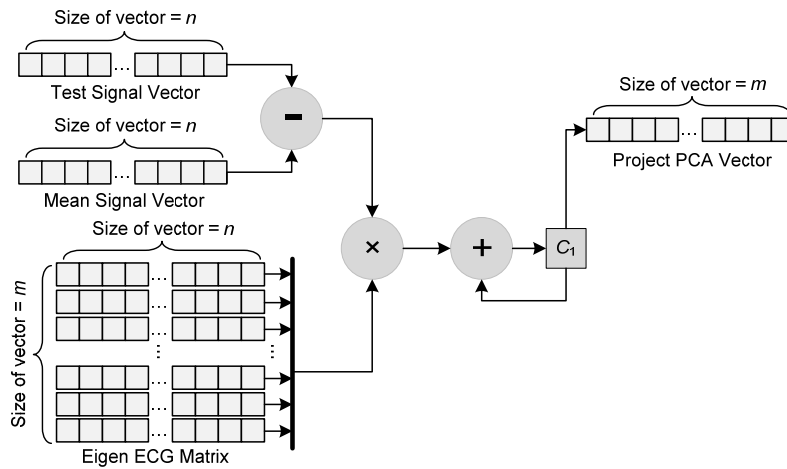 Size of vector = n
...
Test Signal Vector
Size of vector = n
...
Mean Signal Vector
-
Size of vector = m
...
Project PCA Vector
Size of vector = n
Size of vector = m
...
...
...
...
...
...
...
...
Eigen ECG Matrix
×
+
C1